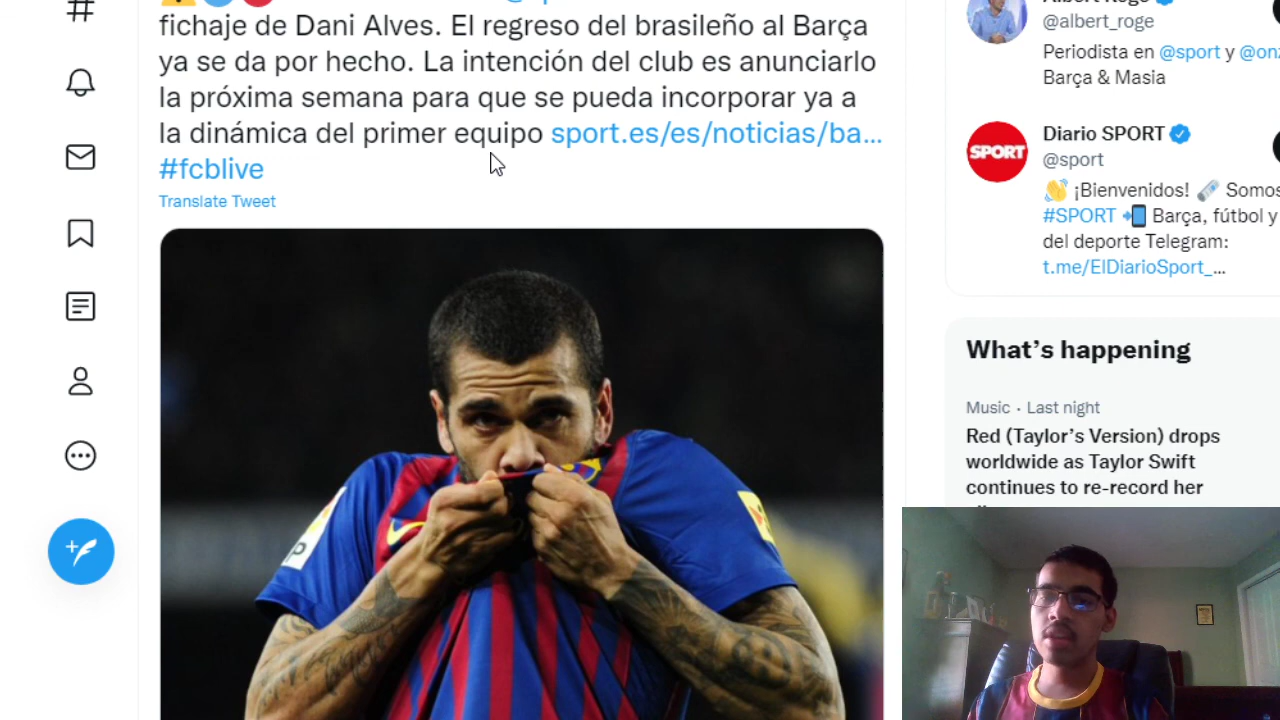 fichaje de Dani Alves. El regreso del brasileño al Barça
ya se da por hecho. La intención del club es anunciarlo
la próxima semana para que se pueda incorporar ya a
la dinámica del primer equipo sport.es/es/noticias/ba...
#fcblive
Translate Tweet
@albert_roge
Periodista en @sport y @on
Barça & Masia
SPORT
Diario SPORT
@sport
¡Bienvenidos! Somos
#SPORT Barça, fútbol y
del deporte Telegram:
t.me/ElDiarioSport_...
What's happening
Music · Last night
Red (Taylor's Version) drops
worldwide as Taylor Swift
continues to re-record her